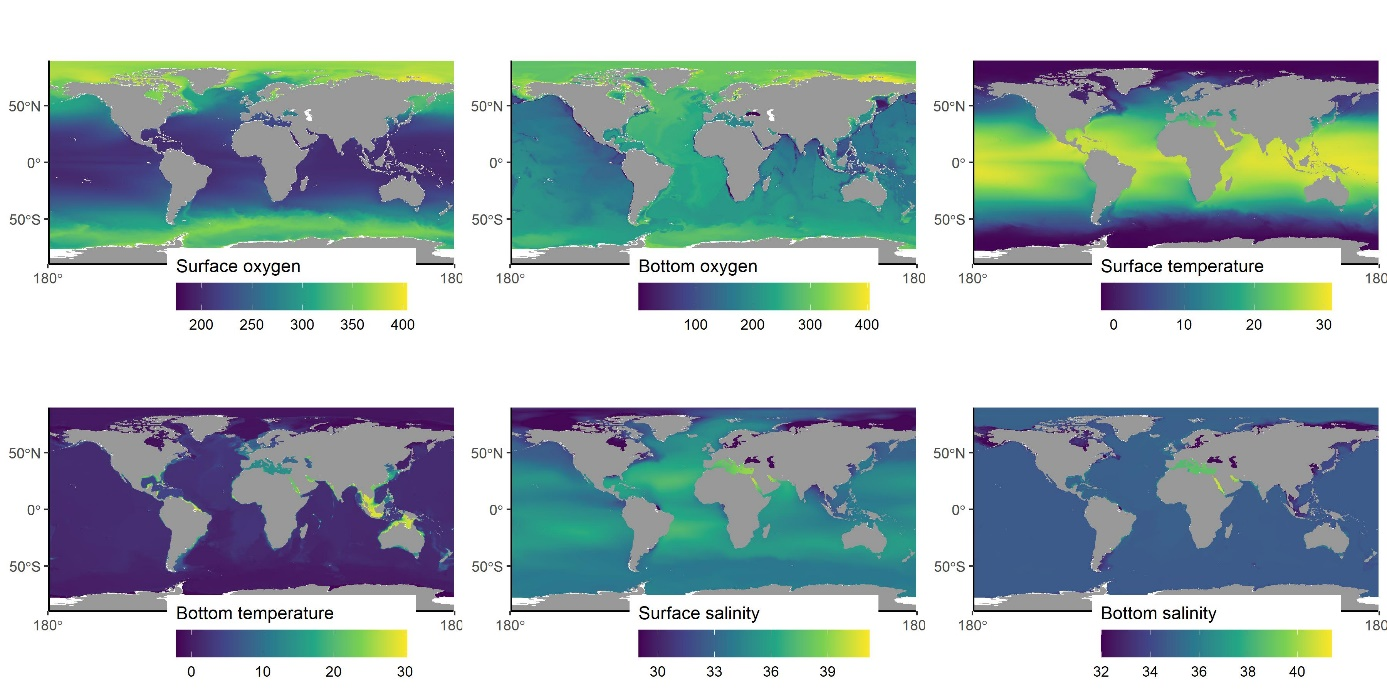 50°N
0°
50°S
180°
180
Surface oxygen
200 250 300 350 400
50°N
0°
50°S
180°
180
Bottom oxygen
100 200 300 400
50°N
0°
50°S
180°
180
Surface temperature
0 10 20 30
50°N
0°
50°S
180°
180
Bottom temperature
0 10 20 30
50°N
0°
50°S
180°
180
Surface salinity
30 33 36 39
50°N
0°
50°S
180°
180
Bottom salinity
32 34 36 38 40